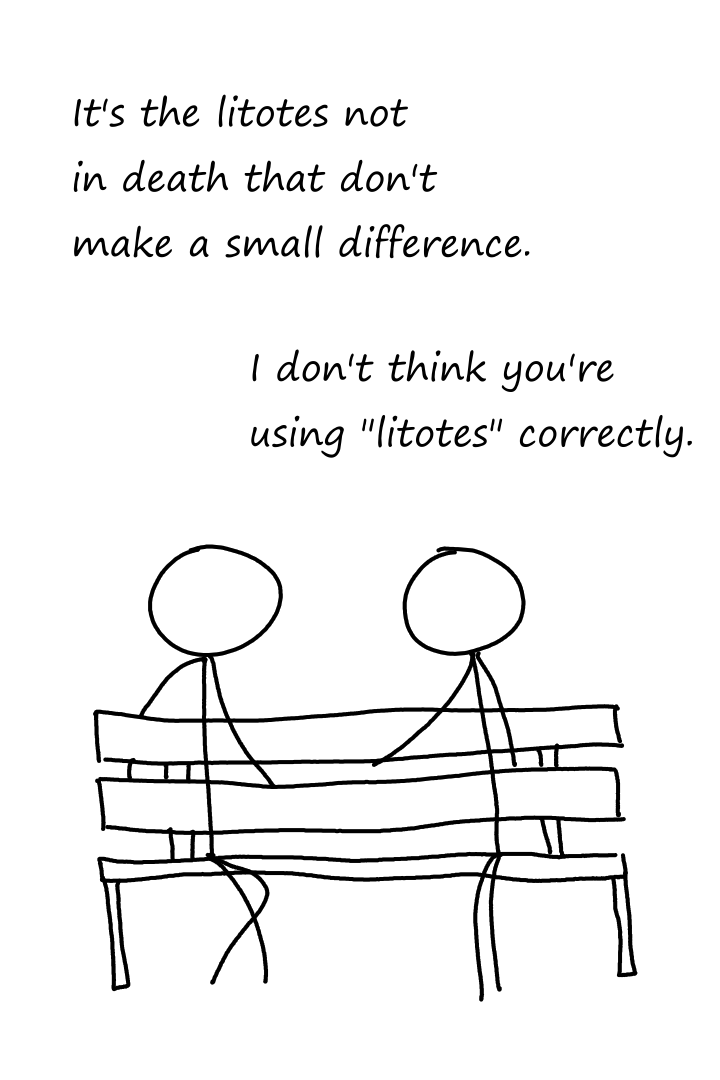 It's the litotes not
in death that don't
make a small difference.
I don't think you're
using "litotes" correctly.